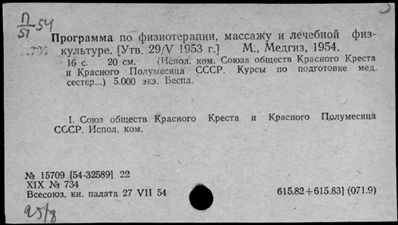 П/51 54
Программа по физиотерапии, массажу и лечебной физ-
культуре. [Утв. 29/V 1953 г.] М., Медгиз, 1954.
16 с. 20 см. (Испол. ком. Союза обществ Красного Креста
и Красного Полумесяца СССР. Курсы по подготовке мед.
сестер...) 5.000 экз. Беспл.
I. Союз обществ Красного Креста и Красного Полумесяца
СССР. Испол. ком.
№ 15709 [54-32589] 22
XIX № 734
Всесоюз. кн. палата 27 VII 54
615.82+615.83] (071.9)